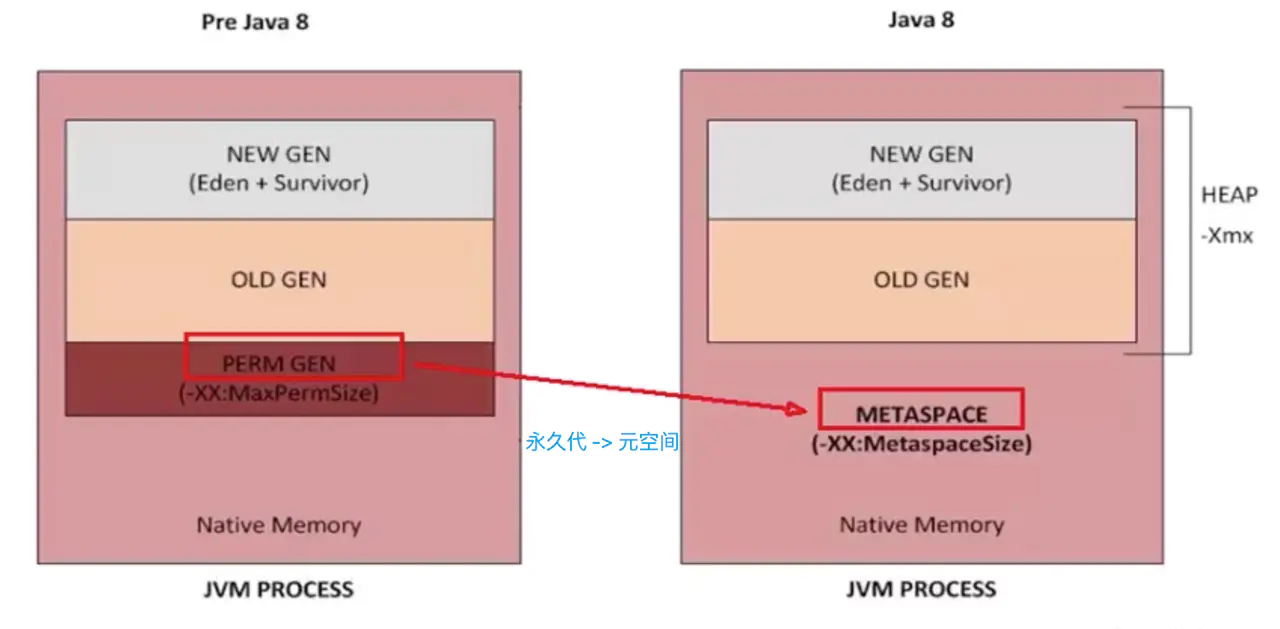 Pre Java 8
NEW GEN
(Eden + Survivor)
OLD GEN
PERM GEN
(-XX:MaxPermSize)
Native Memory
JVM PROCESS
永久代 -> 元空间
Java 8
NEW GEN
(Eden + Survivor)
OLD GEN
HEAP
-Xmx
METASPACE
(-XX:MetaspaceSize)
Native Memory
JVM PROCESS